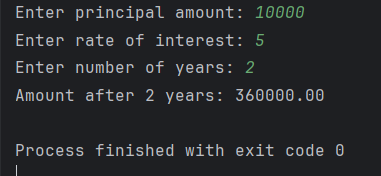 Enter principal amount: 10000
Enter rate of interest: 5
Enter number of years: 2
Amount after 2 years: 360000.00
Process finished with exit code 0